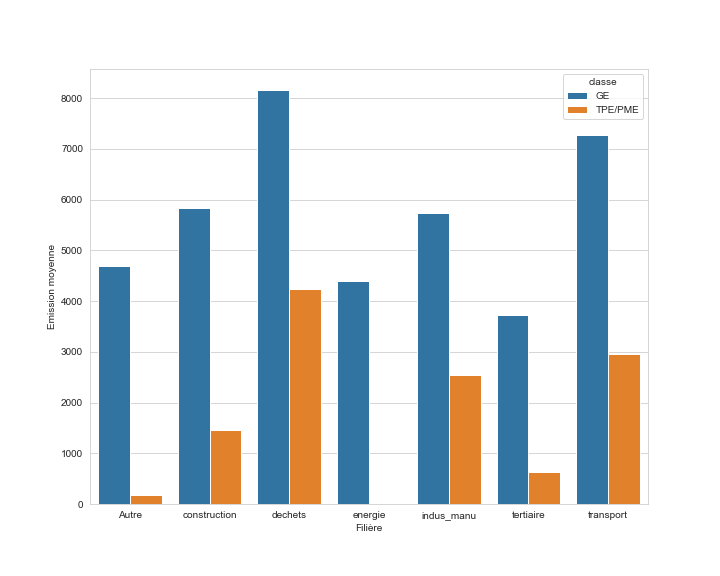 classe
GE
TPE/PME
8000
7000
6000
5000
4000
3000
2000
1000
0
Emission moyenne
Autre construction dechets energie indus_manu tertiaire transport
Filière